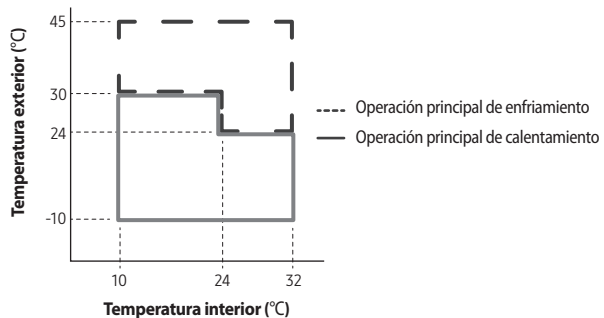 Temperatura exterior (°C)
45
30
24
-10
10
24
32
Temperatura interior (°C)
Operación principal de enfriamiento
Operación principal de calentamiento